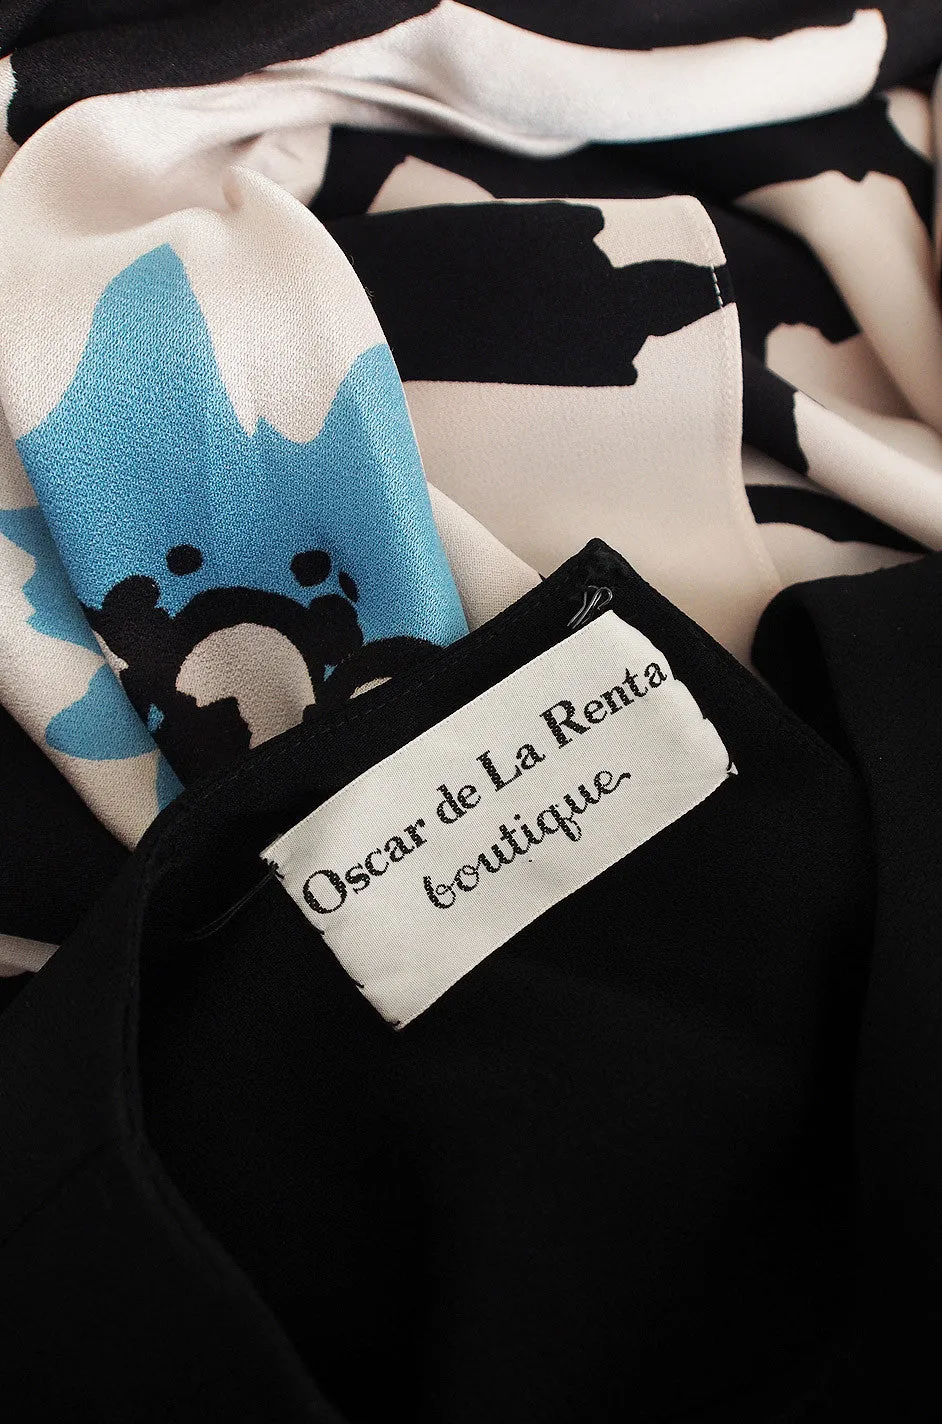 Oscar de La Renta
boutique